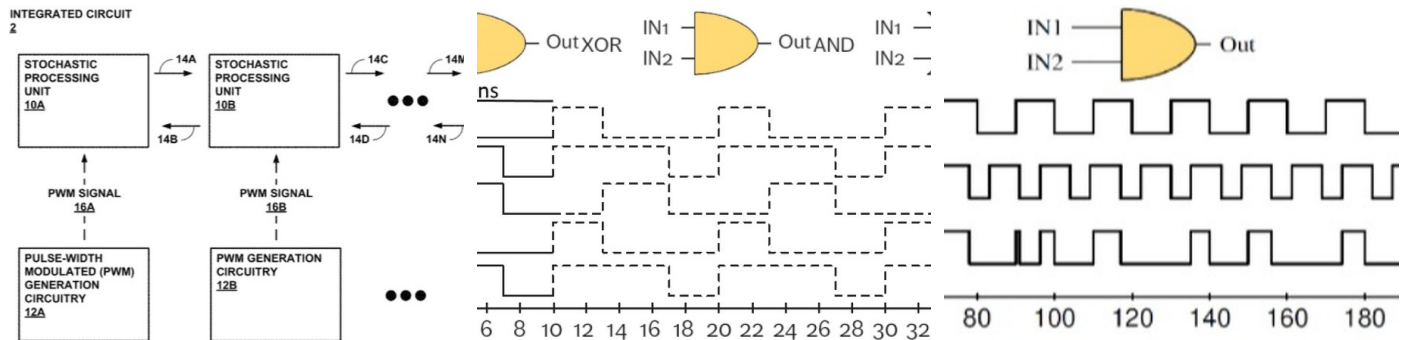 INTEGRATED CIRCUIT
2
STOCHASTIC
PROCESSING
UNIT
10A
14A
14B
STOCHASTIC
PROCESSING
UNIT
10B
14C
14D
14N
PWM SIGNAL
16A
PWM SIGNAL
16B
PULSE-WIDTH
MODULATED (PWM)
GENERATION
CIRCUITRY
12A
PWM GENERATION
CIRCUITRY
12B
Out XOR
IN1
IN2
Out AND
IN1
IN2
ns
6 8 10 12 14 16 18 20 22 24 26 28 30 32
IN1
IN2
Out
80 100 120 140 160 180